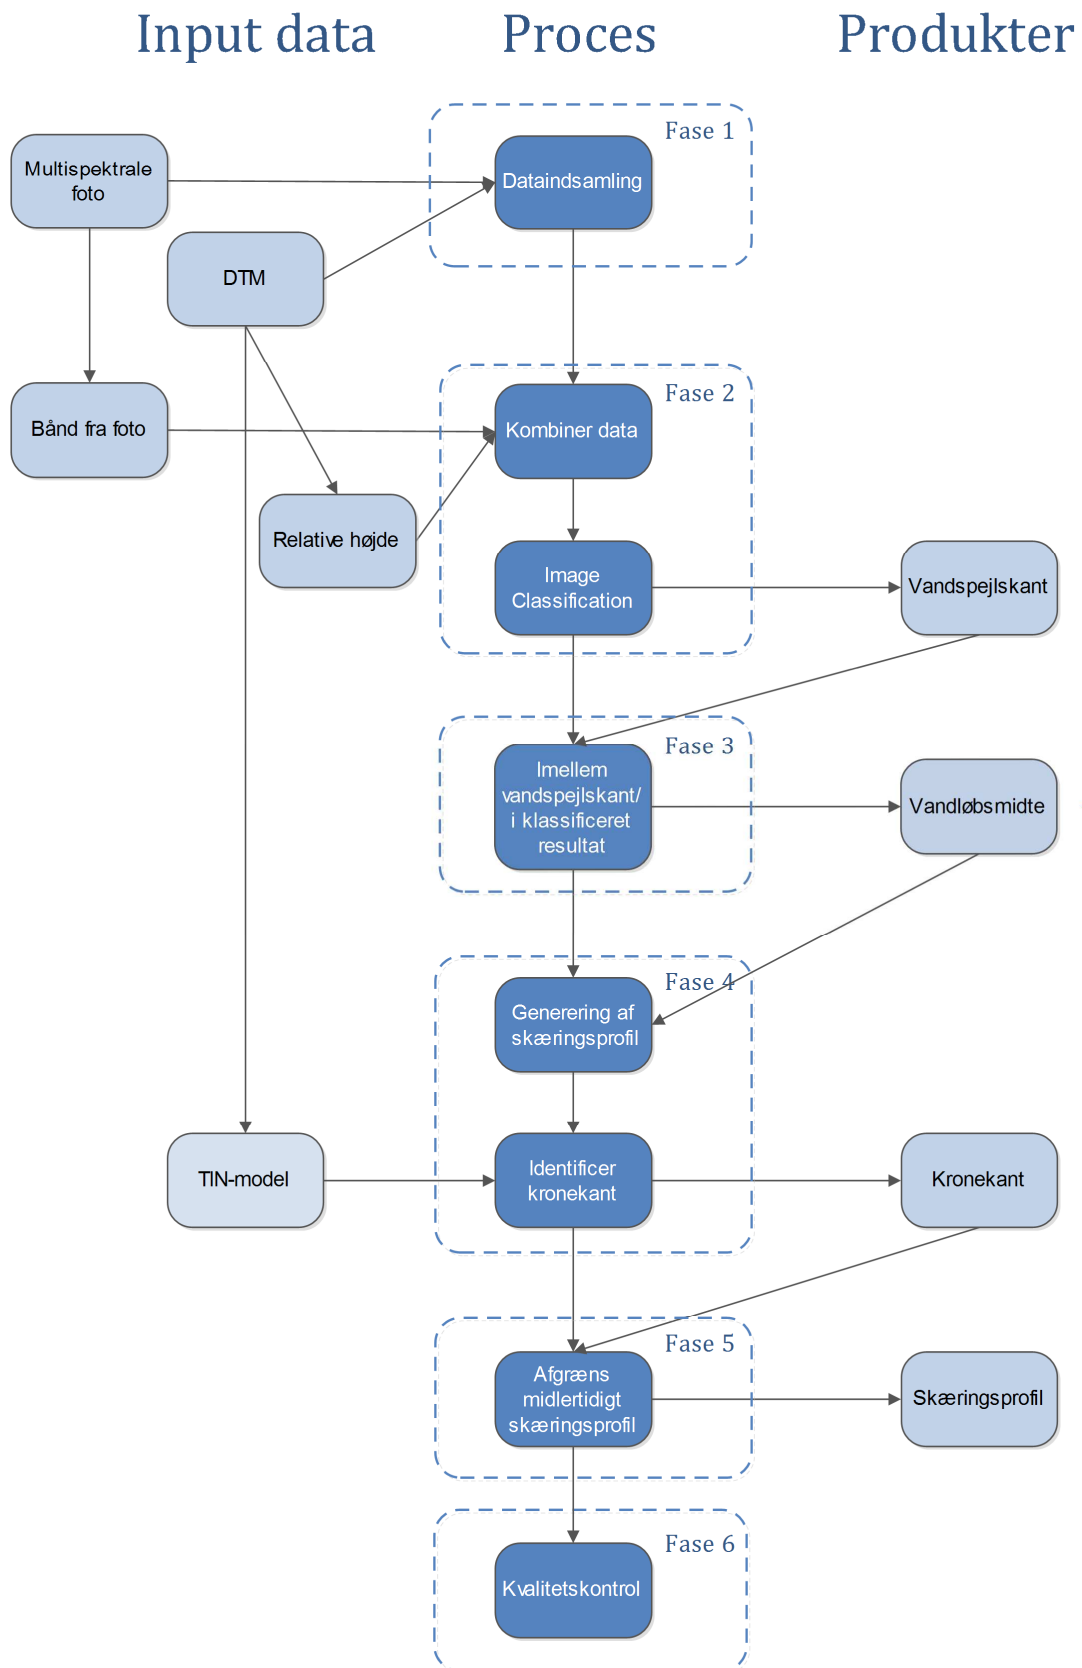 Input data
Proces
Produkter
Fase 1
Multispektrale
foto
Dataindsamling
DTM
Fase 2
Bånd fra foto
Kombiner data
Relative højde
Image
Classification
Vandspejlskant
Fase 3
Imellem
vandspejlskant/
i klassificeret
resultat
Vandløbsmidte
Fase 4
Generering af
skæringsprofil
TIN-model
Identificer
kronekant
Kronekant
Fase 5
Afgræns
midlertidigt
skæringsprofil
Skæringsprofil
Fase 6
Kvalitetskontrol